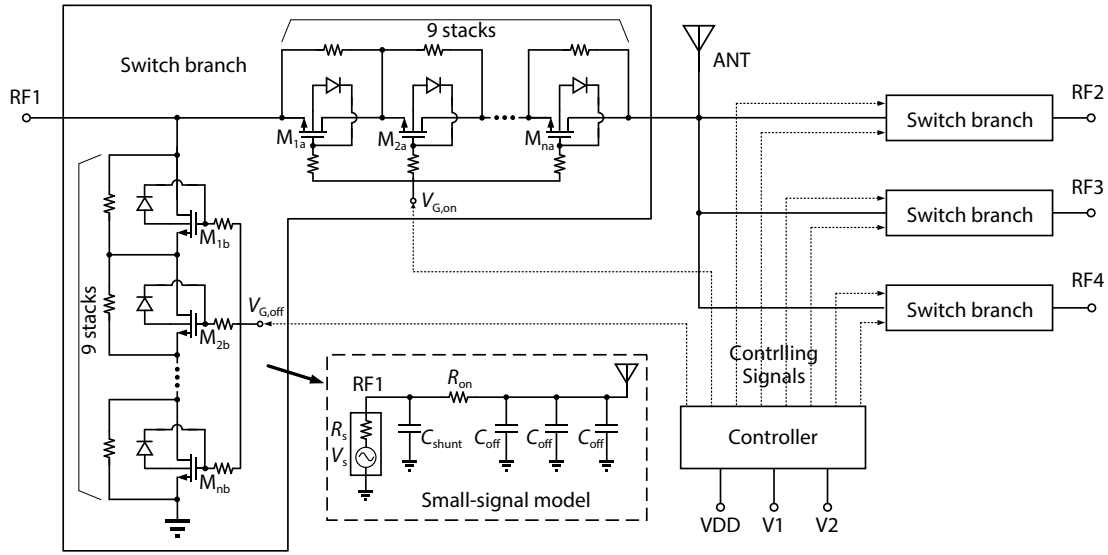 9 stacks
Switch branch
ANT
RF1
RF2
M1a
M2a
Mna
Switch branch
VG,on
RF3
Switch branch
M1b
9 stacks
VG,off
M2b
RF4
Switch branch
Contrlling
Signals
RF1
Ron
Rs
Vs
Cshunt
Coff
Coff
Coff
Small-signal model
Controller
Mnb
VDD
V1
V2